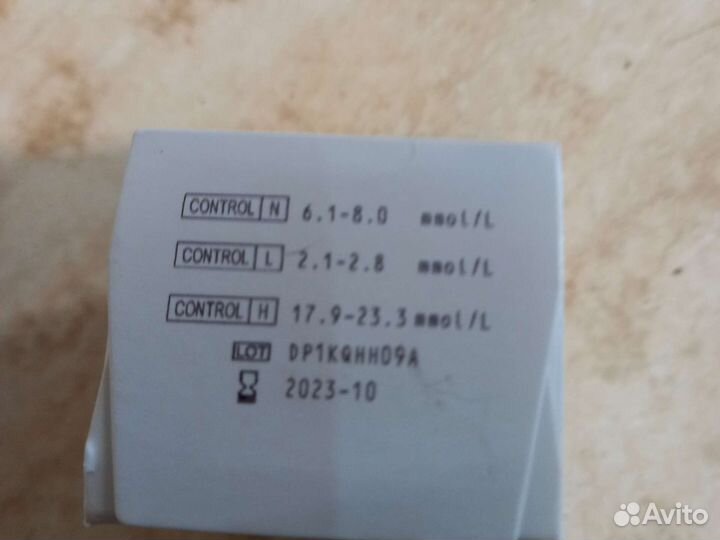 CONTROL N 6.1-8.0 mmol/L
CONTROL L 2.1-2.8 mmol/L
CONTROL H 17.9-23.3 mmol/L
LOT DP1KQHH09A
2023-10
Avito